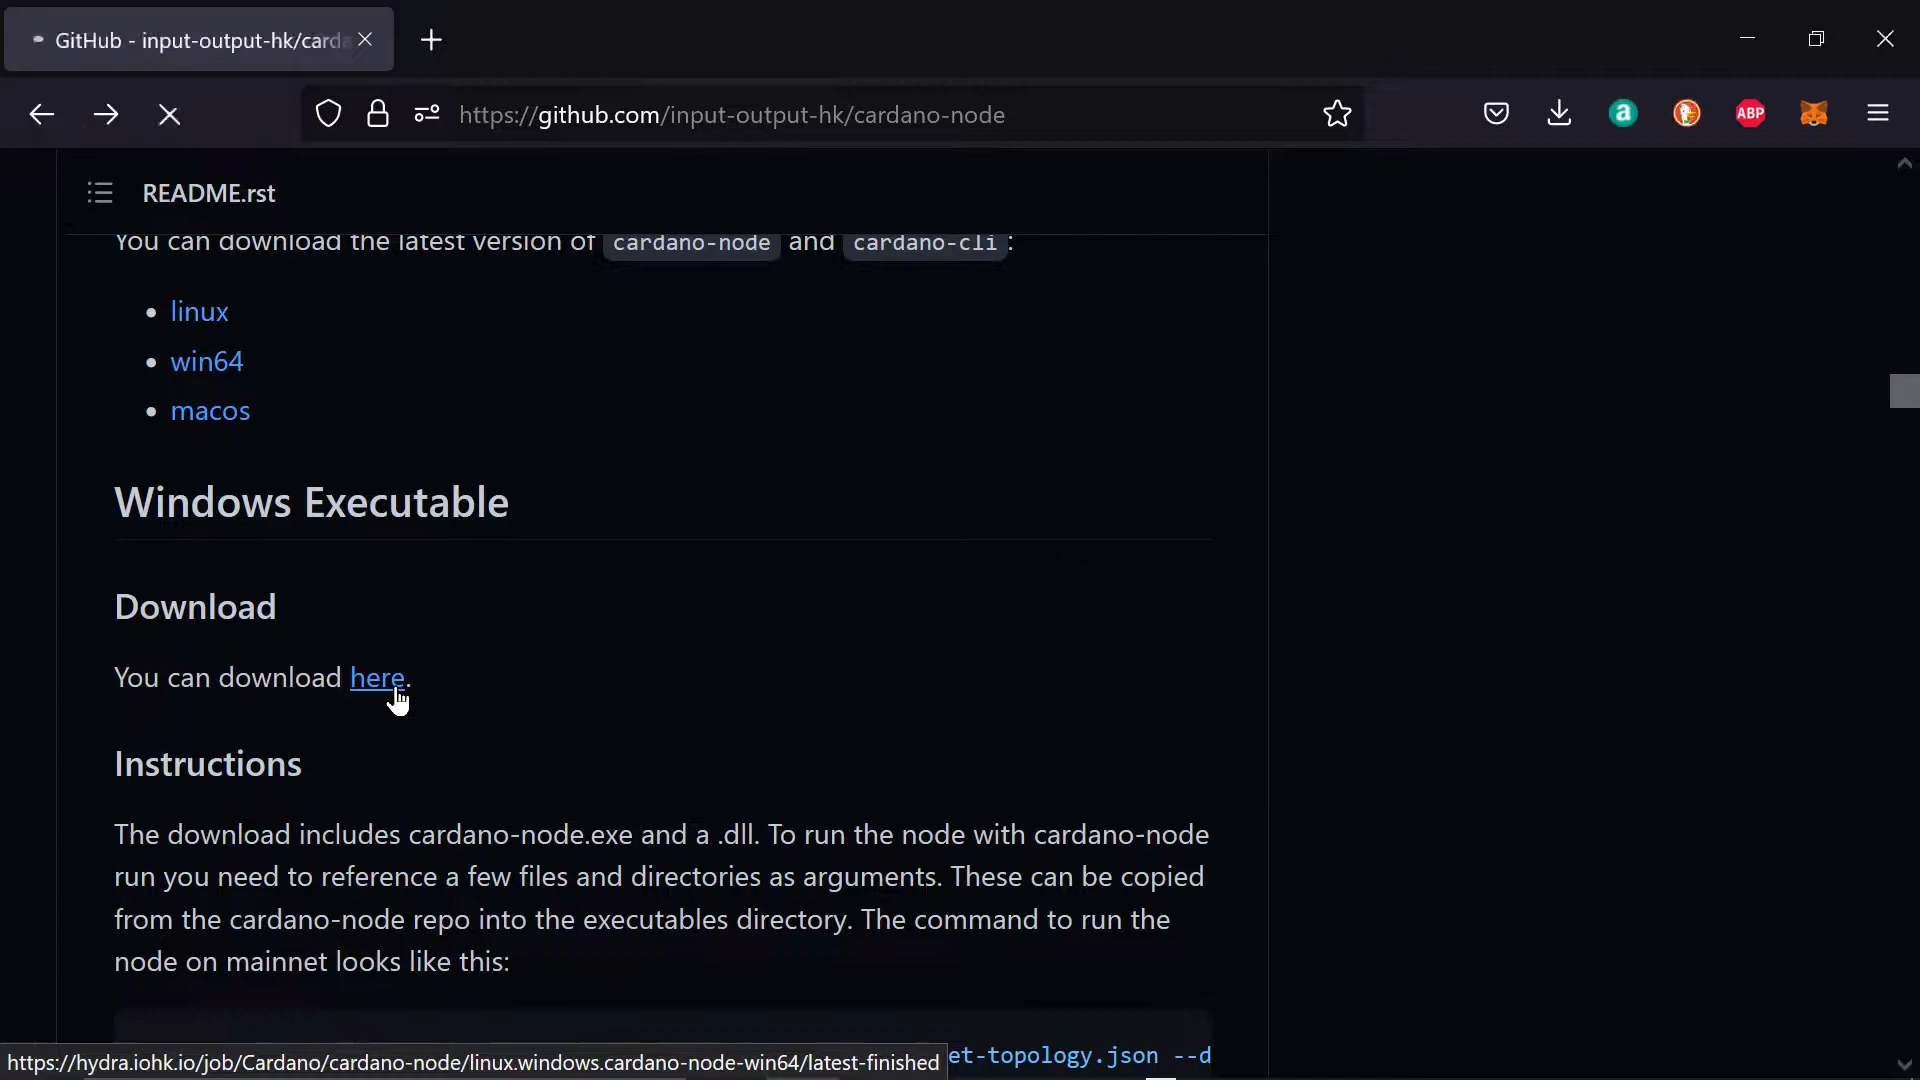 GitHub - input-output-hk/carda
https://github.com/input-output-hk/cardano-node
a
ABP
README.rst
You can download the latest version of cardano-node and cardano-cli :
linux
win64
macos
Windows Executable
Download
You can download here.
Instructions
The download includes cardano-node.exe and a .dll. To run the node with cardano-node
run you need to reference a few files and directories as arguments. These can be copied
from the cardano-node repo into the executables directory. The command to run the
node on mainnet looks like this:
et-topology.json --d
https://hydra.iohk.io/job/Cardano/cardano-node/linux.windows.cardano-node-win64/latest-finished